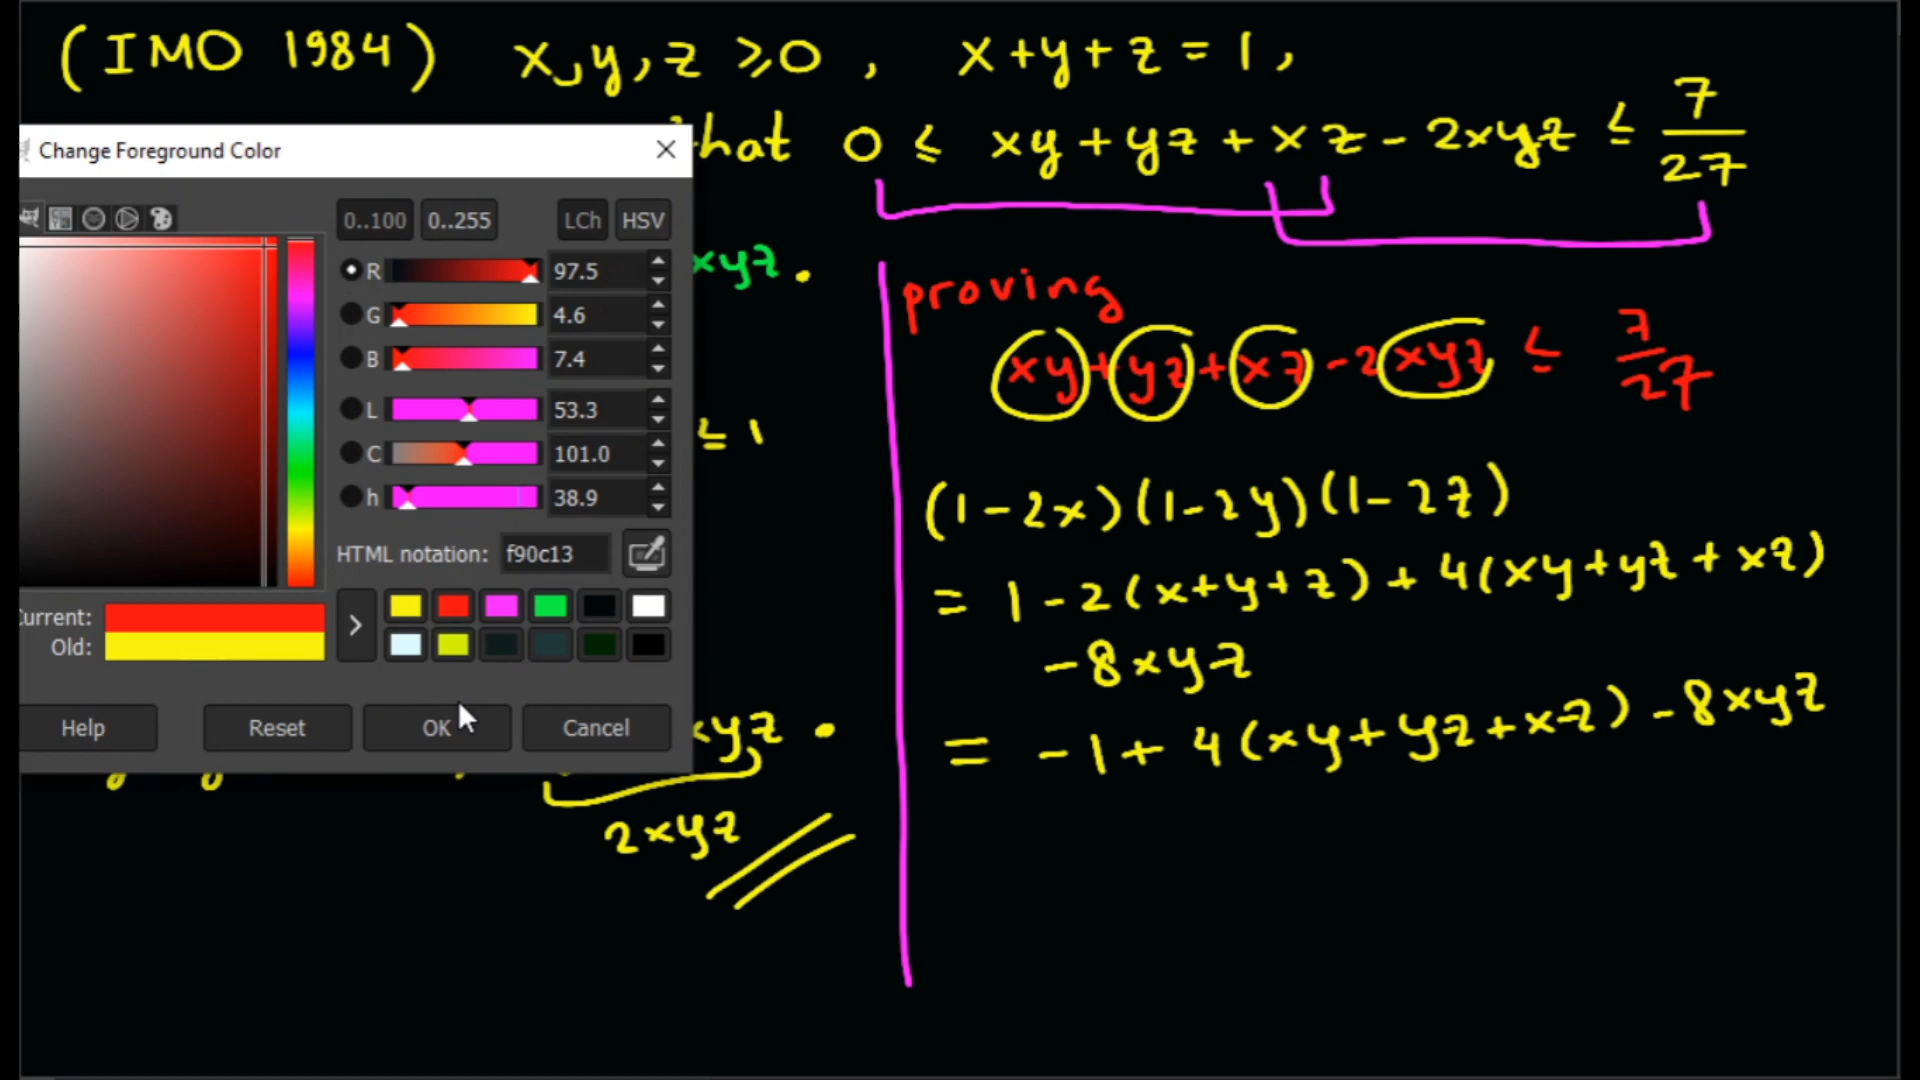 (IMO 1984) x, y, z ≥ 0, x+y+z = 1,
that 0 ≤ xy + yz + xz - 2xyz ≤ 7/27
Change Foreground Color
0..100 0..255 LCh HSV
R 97.5
G 4.6
B 7.4
L 53.3
C 101.0
h 38.9
HTML notation: f90c13
Current:
Old:
Help Reset OK Cancel
xyz.
≤ 1
xyz.
2xyz
proving
xy+yz+xz-2xyz ≤ 7/27
(1-2x)(1-2y)(1-2z)
= 1-2(x+y+z)+4(xy+yz+xz)
-8xyz
= -1+4(xy+yz+xz)-8xyz